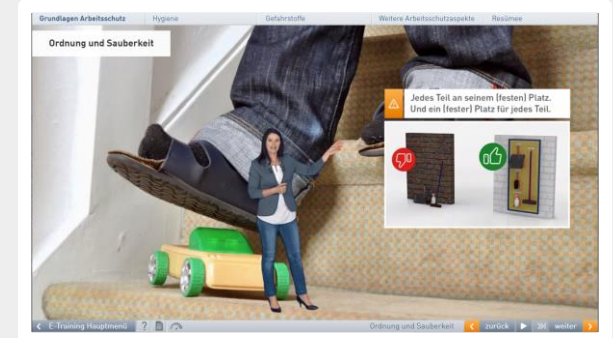 Grundlagen Arbeitsschutz
Hygiene
Gefahrstoffe
Weitere Arbeitsschutzaspekte
Resümee
Ordnung und Sauberkeit
Jedes Teil an seinem (festen) Platz.
Und ein (fester) Platz für jedes Teil.
E-Training Hauptmenü
?
Ordnung und Sauberkeit
zurück
weiter